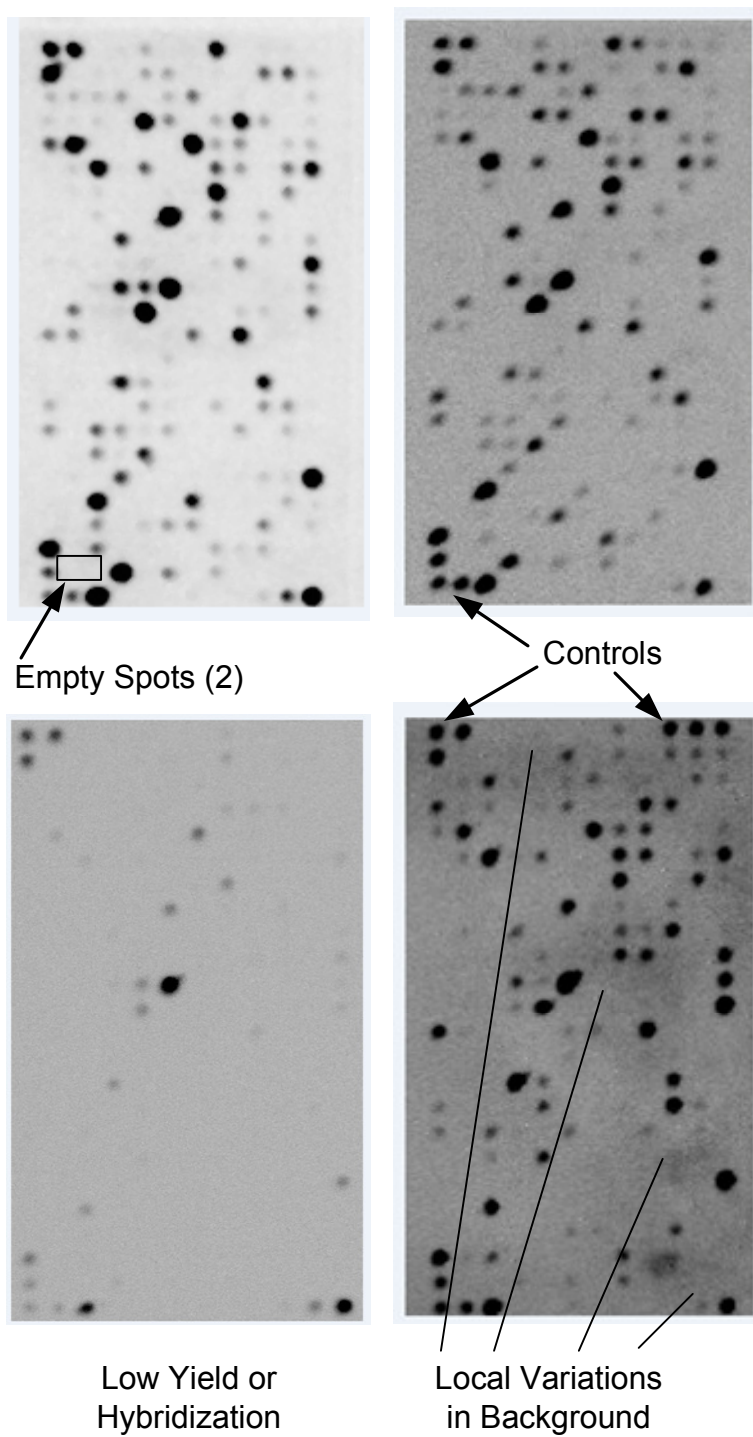 Empty Spots (2)
Controls
Low Yield or
Hybridization
Local Variations
in Background